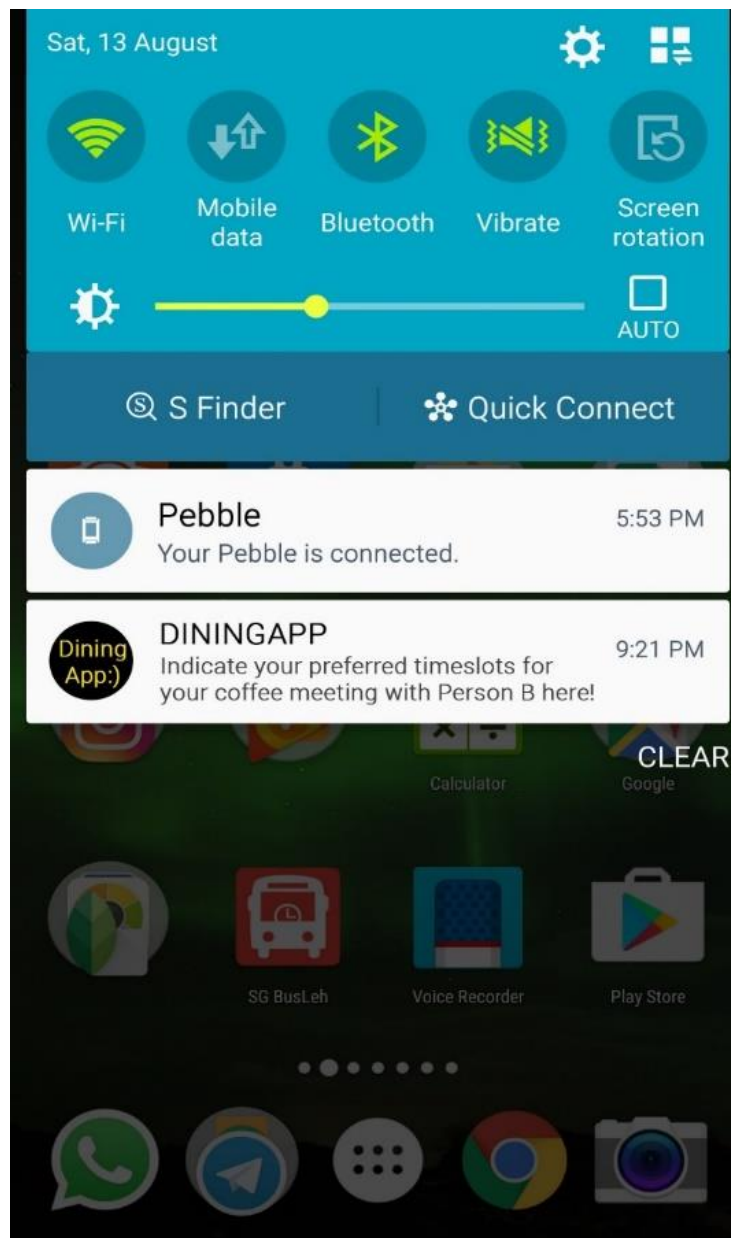 Sat, 13 August
Wi-Fi
Mobile
data
Bluetooth
Vibrate
Screen
rotation
AUTO
S Finder
Quick Connect
Pebble
5:53 PM
Your Pebble is connected.
Dining
App:)
DININGAPP
9:21 PM
Indicate your preferred timeslots for
your coffee meeting with Person B here!
CLEAR
Calculator
Google
SG BusLeh
Voice Recorder
Play Store